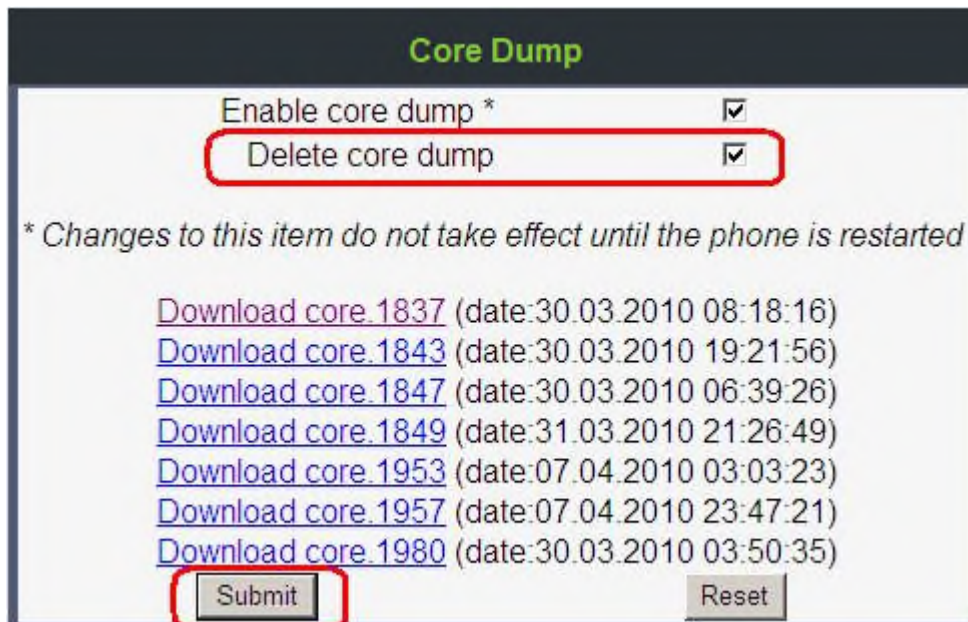 Core Dump
Enable core dump *
Delete core dump
* Changes to this item do not take effect until the phone is restarted
Download core.1837 (date:30.03.2010 08:18:16)
Download core.1843 (date:30.03.2010 19:21:56)
Download core.1847 (date:30.03.2010 06:39:26)
Download core.1849 (date:31.03.2010 21:26:49)
Download core.1953 (date:07.04.2010 03:03:23)
Download core.1957 (date:07.04.2010 23:47:21)
Download core.1980 (date:30.03.2010 03:50:35)
Submit Reset